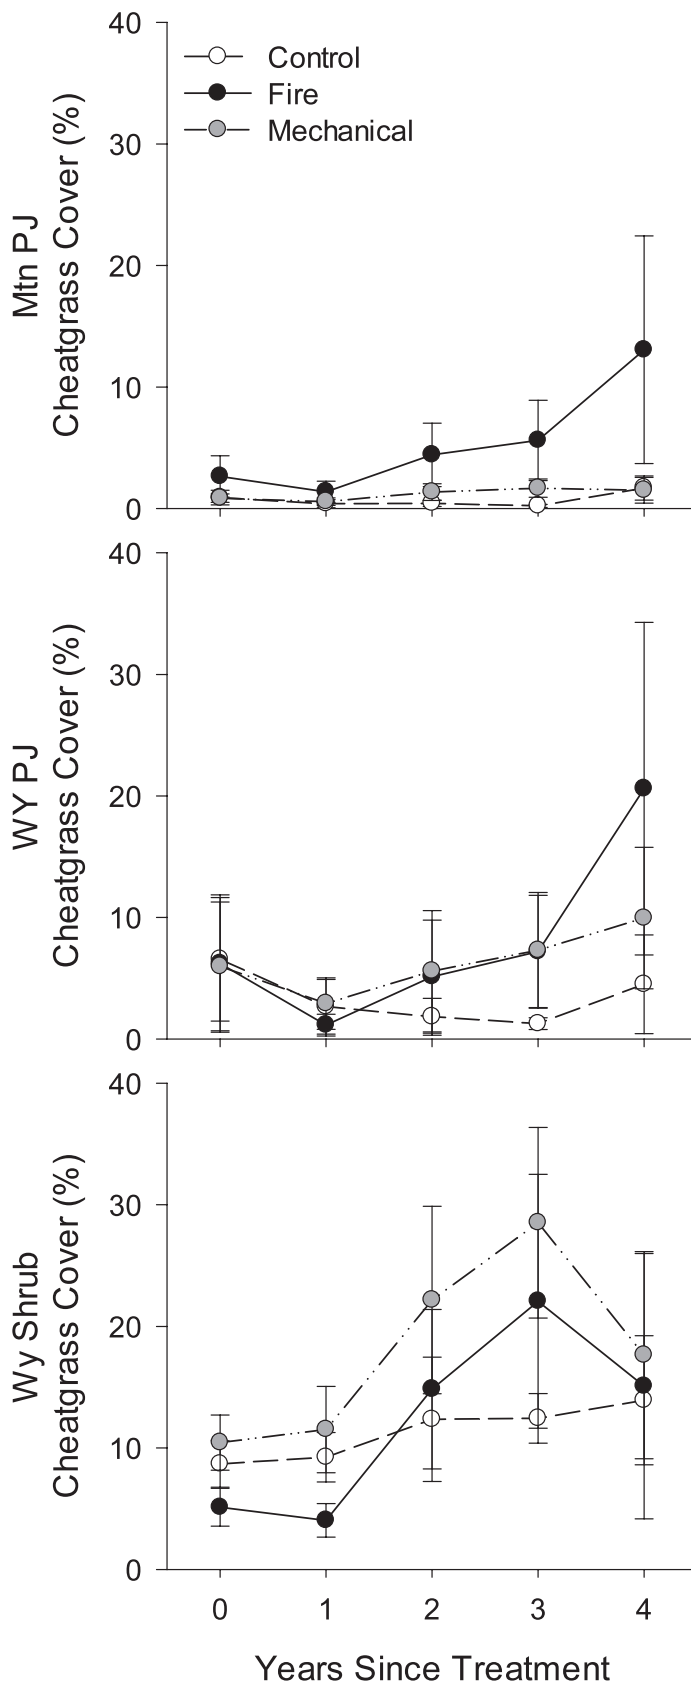 40
30
20
10
0
Mtn PJ
Cheatgrass Cover (%)
Control
Fire
Mechanical
40
30
20
10
0
WY PJ
Cheatgrass Cover (%)
40
30
20
10
0
Wy Shrub
Cheatgrass Cover (%)
0 1 2 3 4
Years Since Treatment